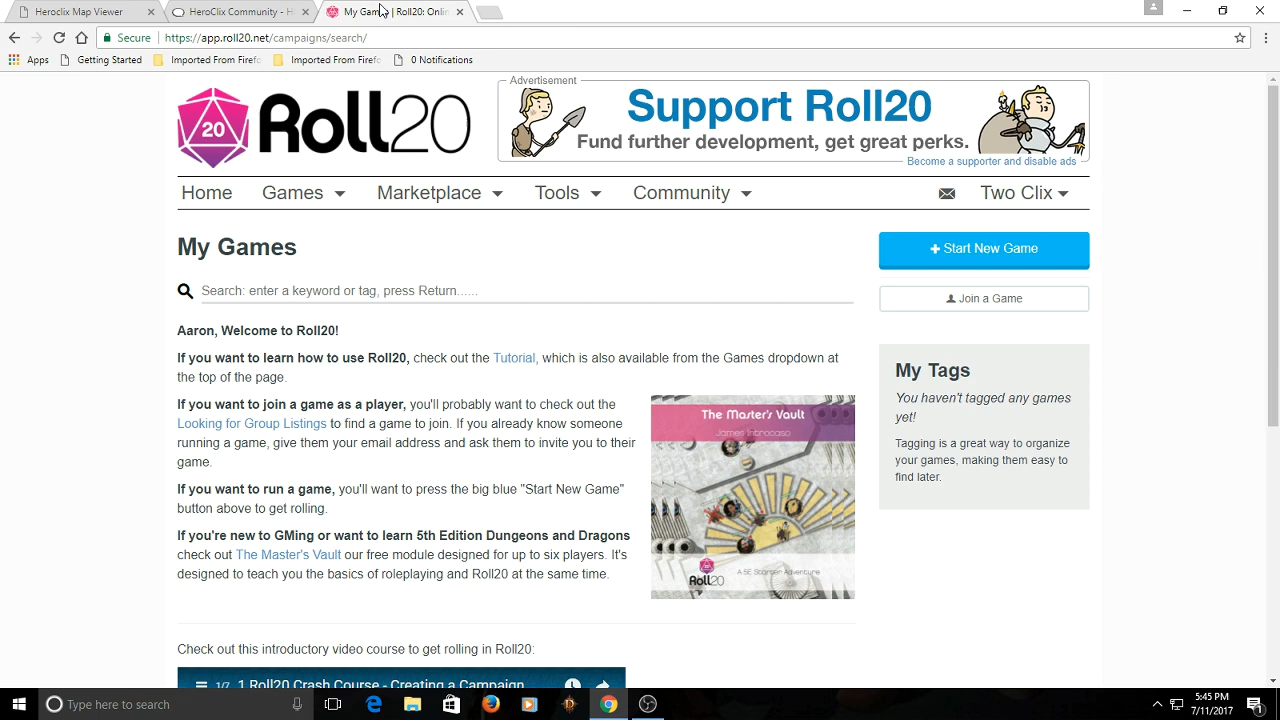 Heroclix Map Viewer
HeroClix Community - H
My Gam | Roll20: Onlin
Secure
https://app.roll20.net/campaigns/search/
Apps
Getting Started
Imported From Firefo
Imported From Firefo
0 Notifications
20
Roll20
Advertisement
Support Roll20
Fund further development, get great perks.
Become a supporter and disable ads
Home
Games
Marketplace
Tools
Community
Two Clix
My Games
+ Start New Game
Search: enter a keyword or tag, press Return......
Join a Game
Aaron, Welcome to Roll20!
If you want to learn how to use Roll20, check out the Tutorial, which is also available from the Games dropdown at
the top of the page.
If you want to join a game as a player, you'll probably want to check out the
Looking for Group Listings to find a game to join. If you already know someone
running a game, give them your email address and ask them to invite you to their
game.
If you want to run a game, you'll want to press the big blue "Start New Game"
button above to get rolling.
If you're new to GMing or want to learn 5th Edition Dungeons and Dragons
check out The Master's Vault our free module designed for up to six players. It's
designed to teach you the basics of roleplaying and Roll20 at the same time.
The Master's Vault
James Introcaso
Roll20
A 5E Starter Adventure
My Tags
You haven't tagged any games
yet!
Tagging is a great way to organize
your games, making them easy to
find later.
Check out this introductory video course to get rolling in Roll20:
1/7 1 Roll20 Crash Course - Creating a Campaign
Type here to search
5:45 PM
7/11/2017
1